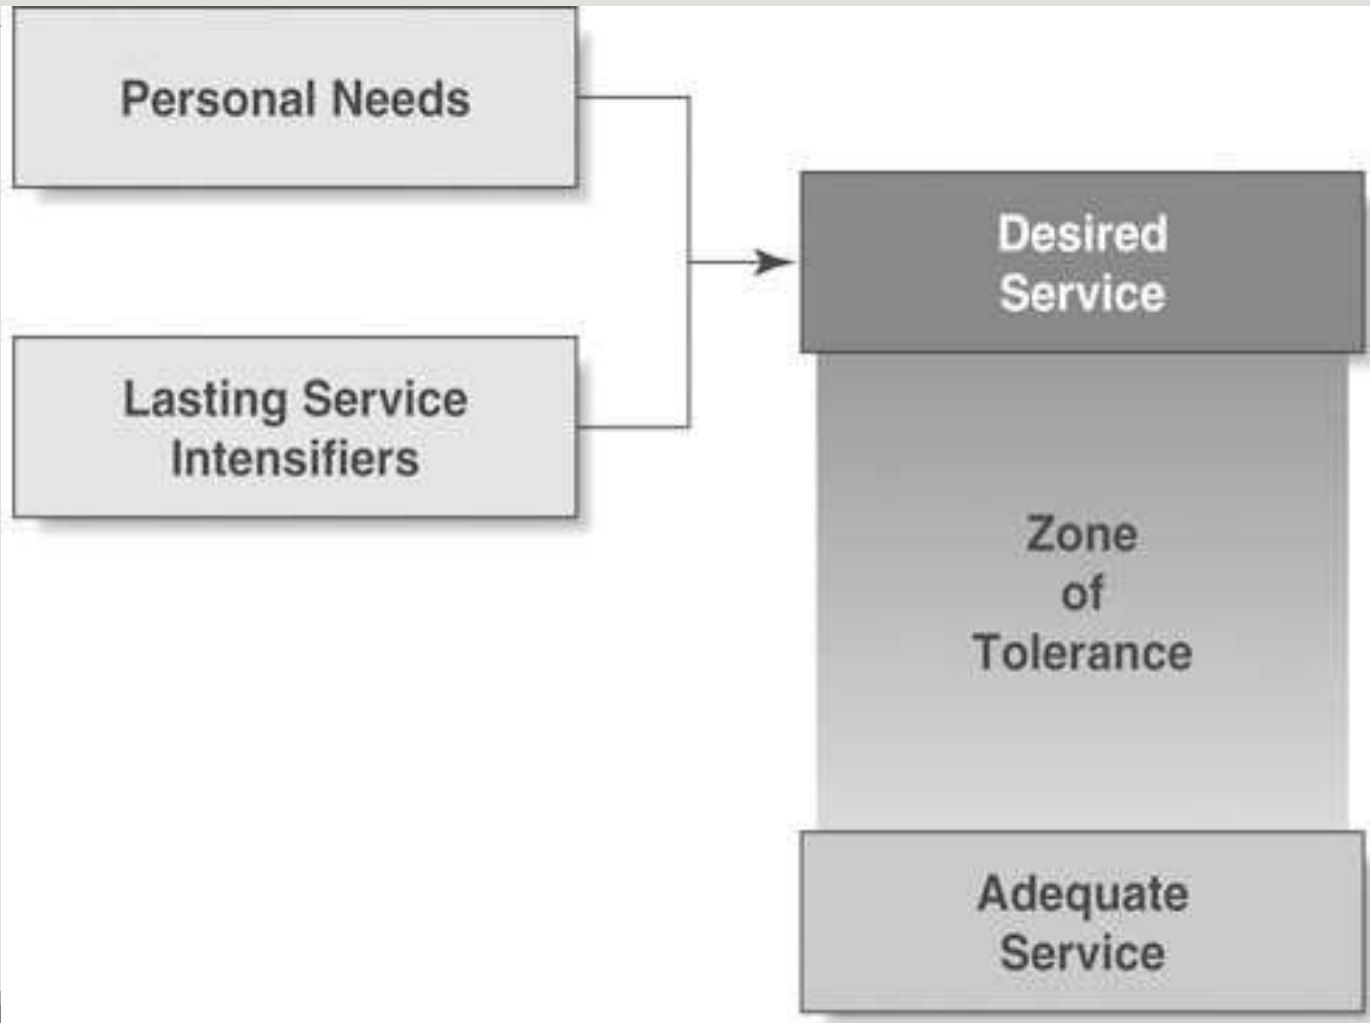 Personal Needs
Lasting Service
Intensifiers
Desired
Service
Zone
of
Tolerance
Adequate
Service